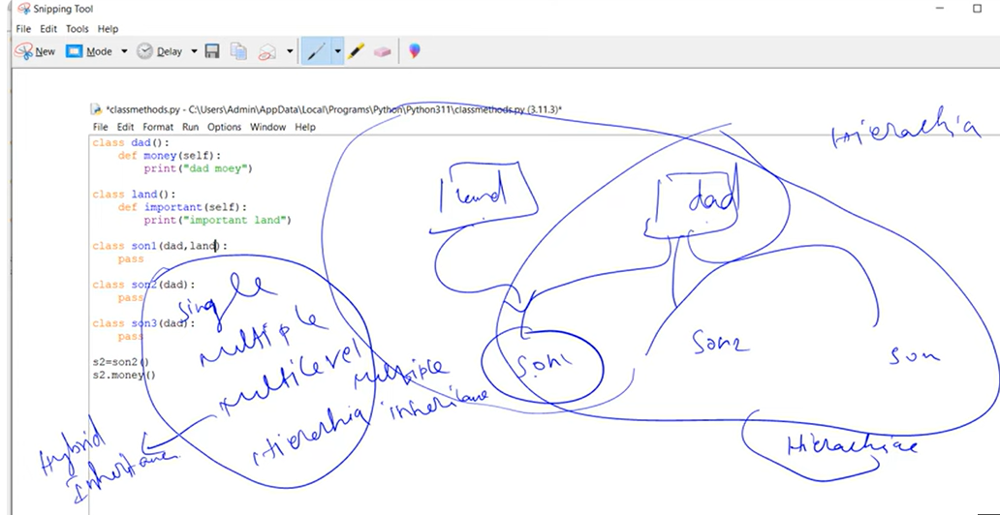 Snipping Tool
File Edit Tools Help
New Mode Delay
*classmethods.py - C:\Users\Admin\AppData\Local\Programs\Python\Python311\classmethods.py (3.11.3)*
File Edit Format Run Options Window Help
class dad():
def money(self):
print("dad moey")
class land():
def important(self):
print("important land")
class son1(dad,land):
pass
class son2(dad):
pass
class son3(dad):
pass
s2=son2()
s2.money()
Hierachia
land
dad
son1
son2
son
single
multiple
multilevel
Hiererhig
multiple
inheritane
Hybrid
Inheritane
Hierachiae